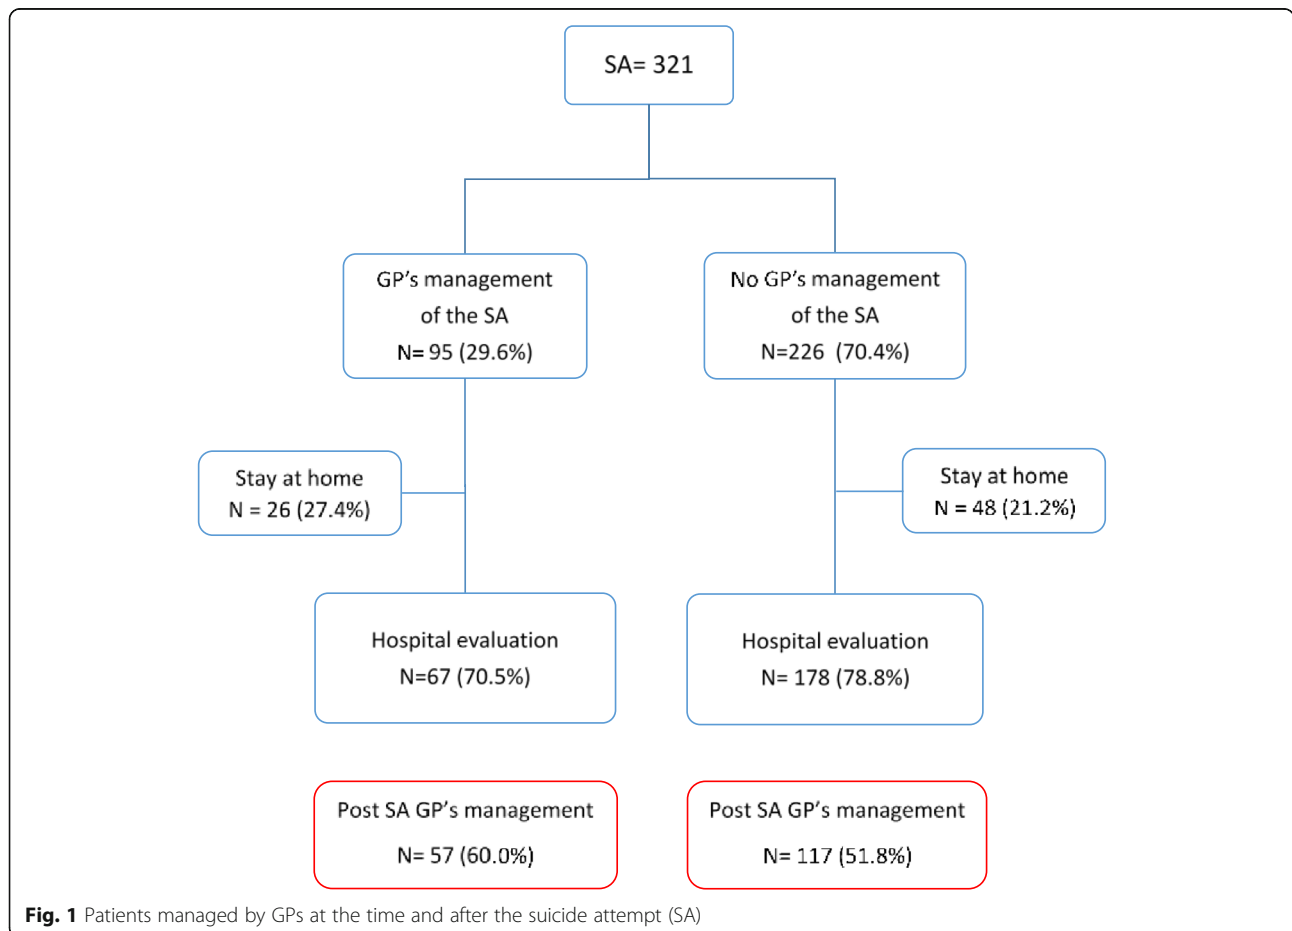 SA= 321
GP's management
of the SA
N= 95 (29.6%)
No GP's management
of the SA
N=226 (70.4%)
Stay at home
N = 26 (27.4%)
Stay at home
N = 48 (21.2%)
Hospital evaluation
N=67 (70.5%)
Hospital evaluation
N= 178 (78.8%)
Post SA GP's management
N= 57 (60.0%)
Post SA GP's management
N= 117 (51.8%)
Fig. 1 Patients managed by GPs at the time and after the suicide attempt (SA)